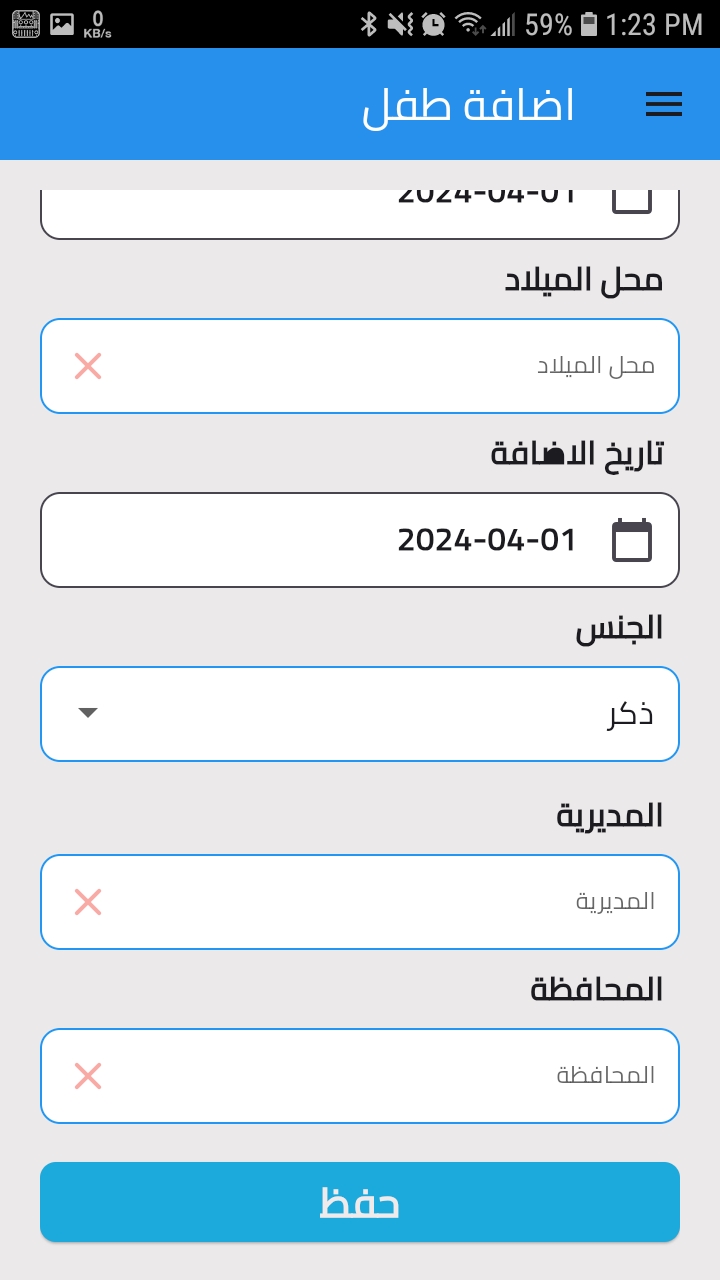 0
KB/s
59%
1:23 PM
اضافة طفل
2024-04-01
محل الميلاد
محل الميلاد
تاريخ الاضافة
2024-04-01
الجنس
ذكر
المديرية
المديرية
المحافظة
المحافظة
حفظ